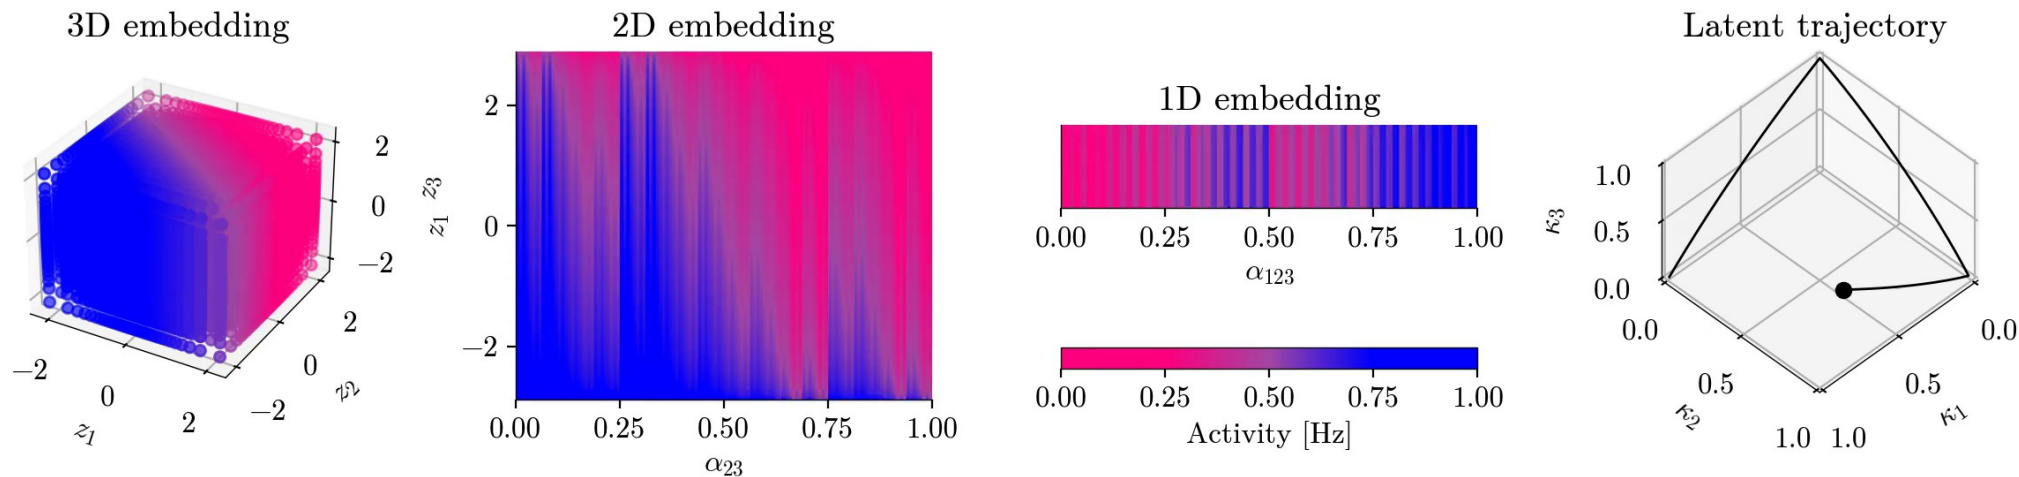 3D embedding
2
0
−2
z3
−2
0
2
z1
−2
0
2
z2
2D embedding
z1
2
0
−2
0.00 0.25 0.50 0.75 1.00
α23
1D embedding
0.00 0.25 0.50 0.75 1.00
α123
0.00 0.25 0.50 0.75 1.00
Activity [Hz]
Latent trajectory
κ3
1.0
0.5
0.0
0.0
0.5
1.0
κ2
0.0
0.5
1.0
κ1